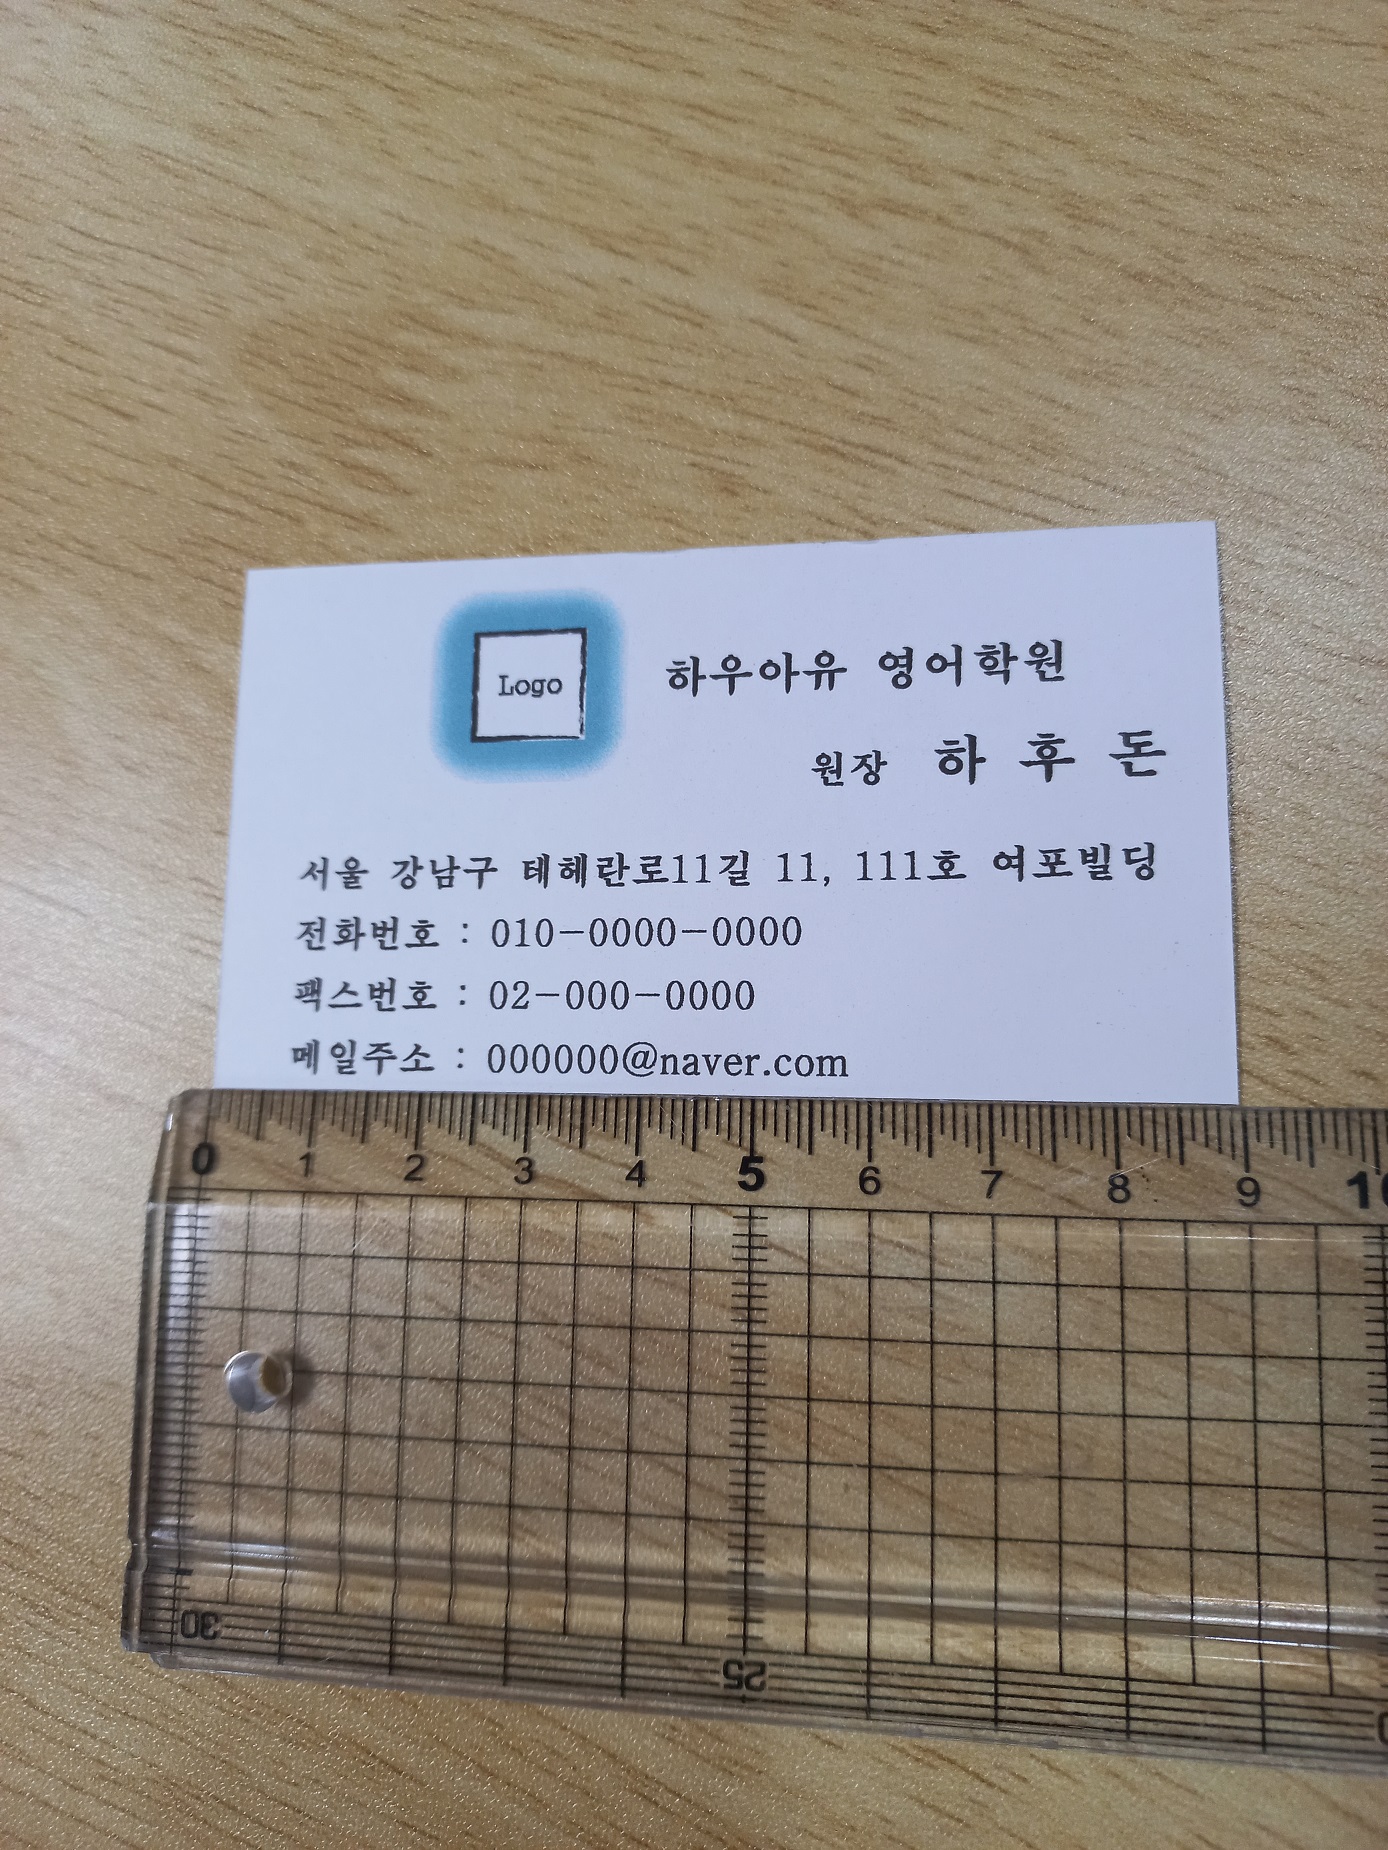 Logo
하우아유 영어학원
원장 하 후 돈
서울 강남구 테헤란로11길 11, 111호 여포빌딩
전화번호 : 010-0000-0000
팩스번호 : 02-000-0000
메일주소 : 000000@naver.com
0 1 2 3 4 5 6 7 8 9 10
30 25